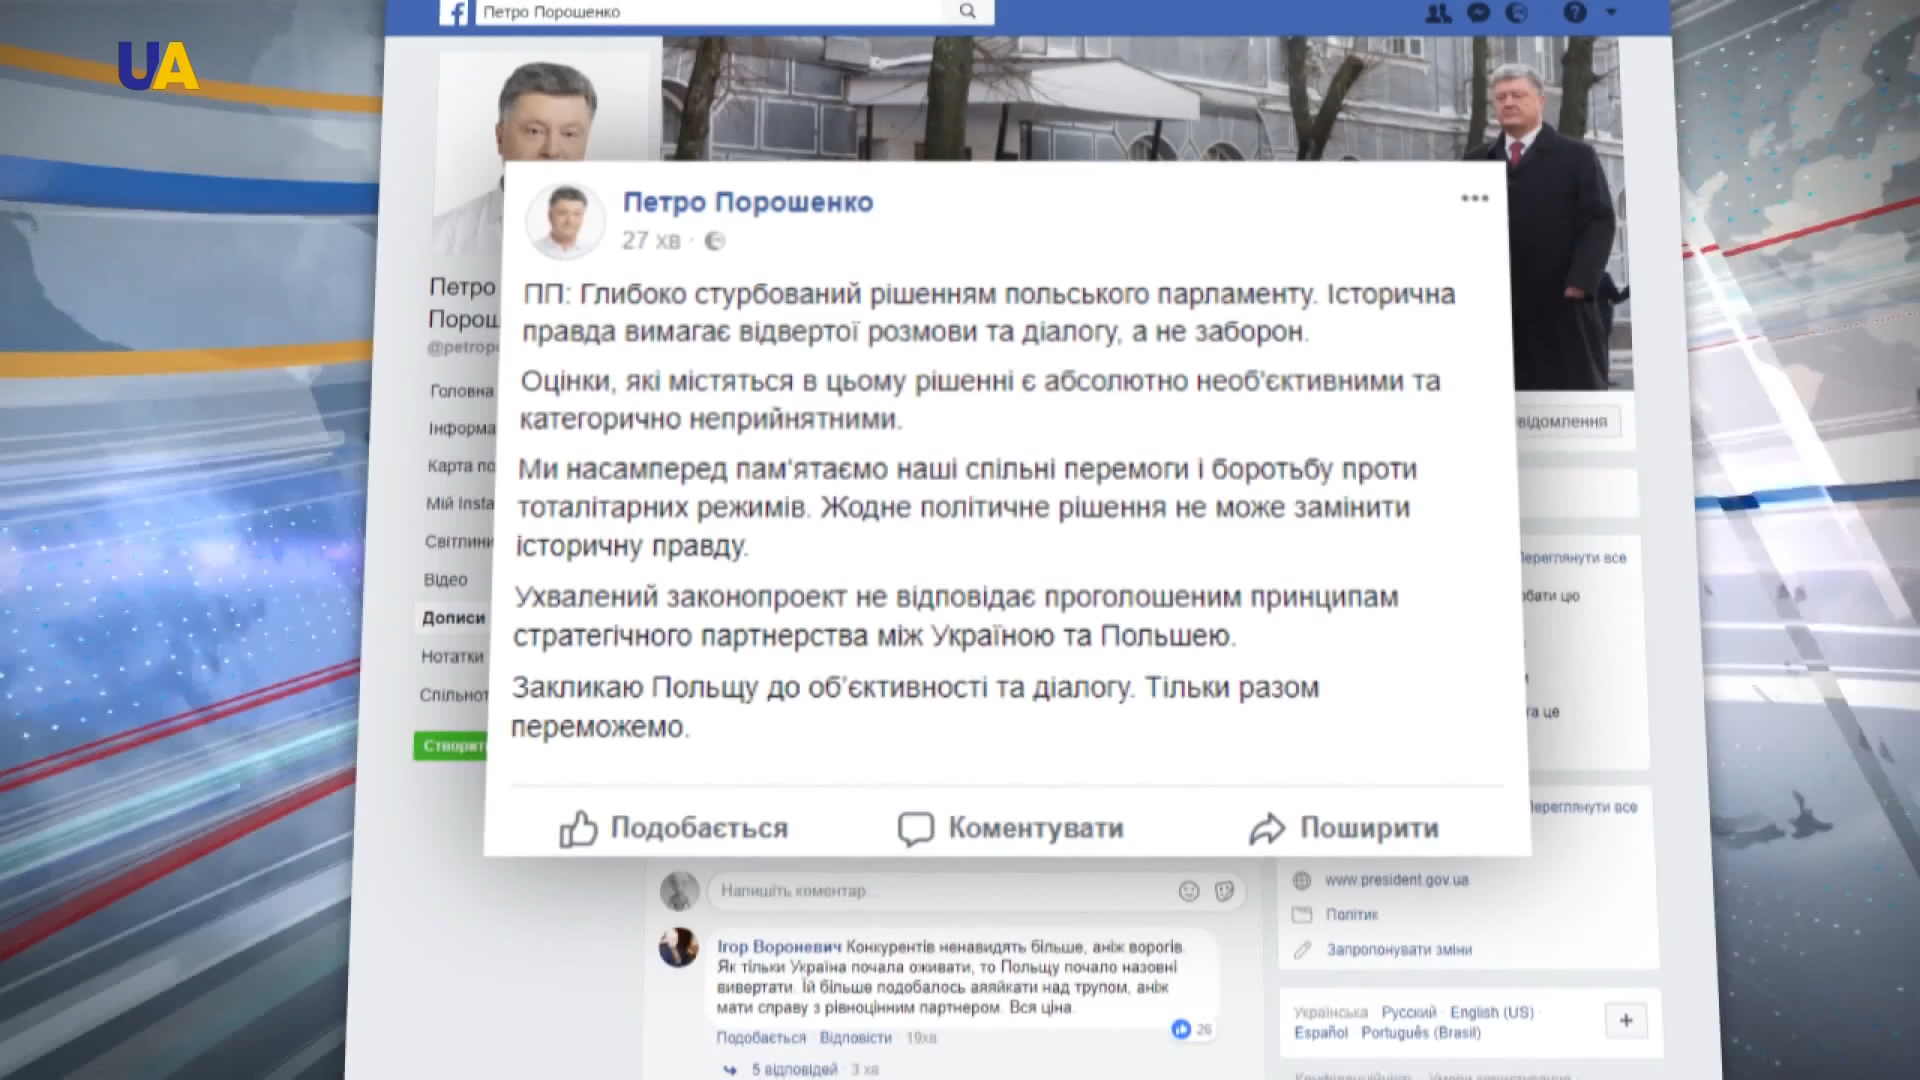 UA
Петро Порошенко
Петро Порошенко
27 хв
ПП: Глибоко стурбований рішенням польського парламенту. Історична
правда вимагає відвертої розмови та діалогу, а не заборон.
Оцінки, які містяться в цьому рішенні є абсолютно необ'єктивними та
категорично неприйнятними.
Ми насамперед пам'ятаємо наші спільні перемоги і боротьбу проти
тоталітарних режимів. Жодне політичне рішення не може замінити
історичну правду.
Ухвалений законопроект не відповідає проголошеним принципам
стратегічного партнерства між Україною та Польшею.
Закликаю Польщу до об'єктивності та діалогу. Тільки разом
переможемо.
Подобається Коментувати Поширити
Петро
Порош
@petrop
Головна
Інформа
Карта по
Мій Insta
Світлини
Відео
Дописи
Нотатки
Спільнот
Створити
відомлення
Переглянути все
обати цю
та це
Переглянути все
www.president.gov.ua
Політик
Запропонувати зміни
Українська Русский English (US)
Español Português (Brasil)
Напишіть коментар
Ігор Вороневич Конкурентів ненавидять більше, аніж ворогів.
Як тільки Україна почала оживати, то Польщу почало назовні
вивертати. Їй більше подобалось аяяйкати над трупом, аніж
мати справу з рівноцінним партнером. Вся ціна.
26
Подобається Відповісти 19хв
5 відповідей · 3 хв